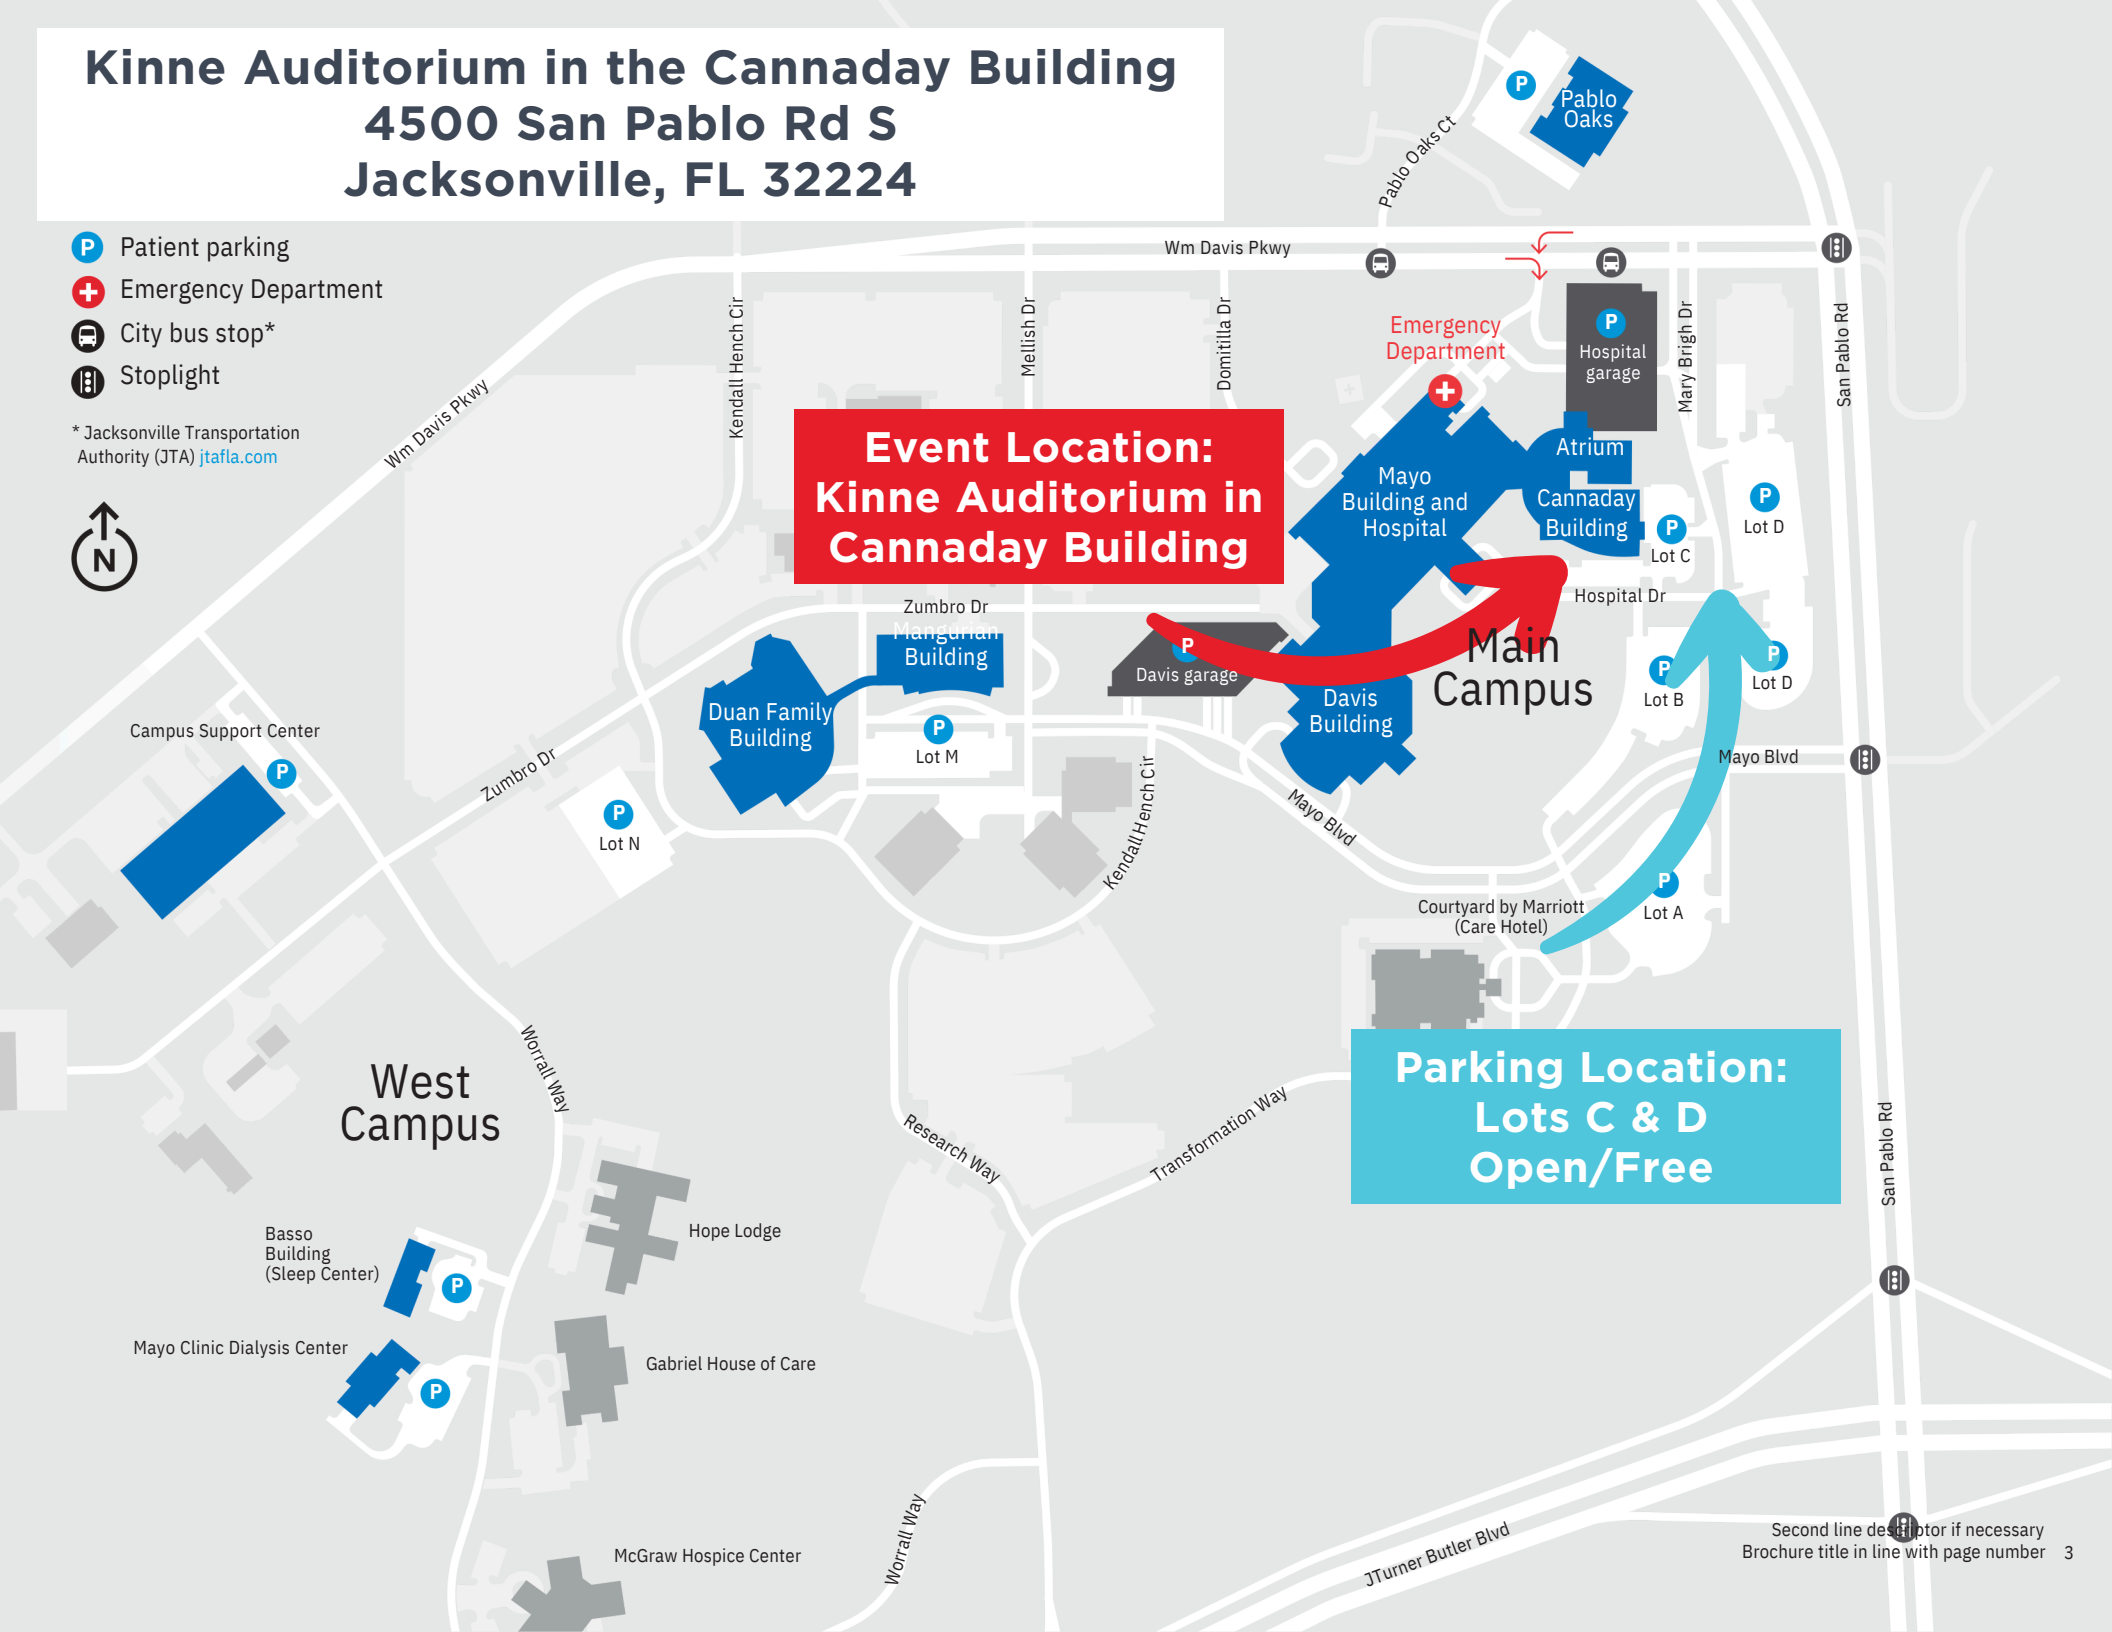 Kinne Auditorium in the Cannaday Building
4500 San Pablo Rd S
Jacksonville, FL 32224
P Patient parking
Emergency Department
City bus stop*
Stoplight
* Jacksonville Transportation
Authority (JTA) jtafla.com
N
P
Pablo
Oaks
Pablo Oaks Ct
Wm Davis Pkwy
Wm Davis Pkwy
Kendall Hench Cir
Mellish Dr
Domitilla Dr
Emergency
Department
P
Hospital
garage
Mary Brigh Dr
San Pablo Rd
Event Location:
Kinne Auditorium in
Cannaday Building
Mayo
Building and
Hospital
Atrium
Cannaday
Building
P
Lot C
P
Lot D
Hospital Dr
Zumbro Dr
Mangurian
Building
P
Davis garage
Main
Campus
P
Lot B
P
Lot D
Davis
Building
Duan Family
Building
P
Lot M
Mayo Blvd
Campus Support Center
P
Zumbro Dr
P
Lot N
Kendall Hench Cir
Mayo Blvd
P
Lot A
Courtyard by Marriott
(Care Hotel)
West
Campus
Worrall Way
Research Way
Transformation Way
Parking Location:
Lots C & D
Open/Free
San Pablo Rd
Basso
Building
(Sleep Center)
P
Hope Lodge
Mayo Clinic Dialysis Center
P
Gabriel House of Care
McGraw Hospice Center
Worrall Way
JTurner Butler Blvd
Second line descriptor if necessary
Brochure title in line with page number 3